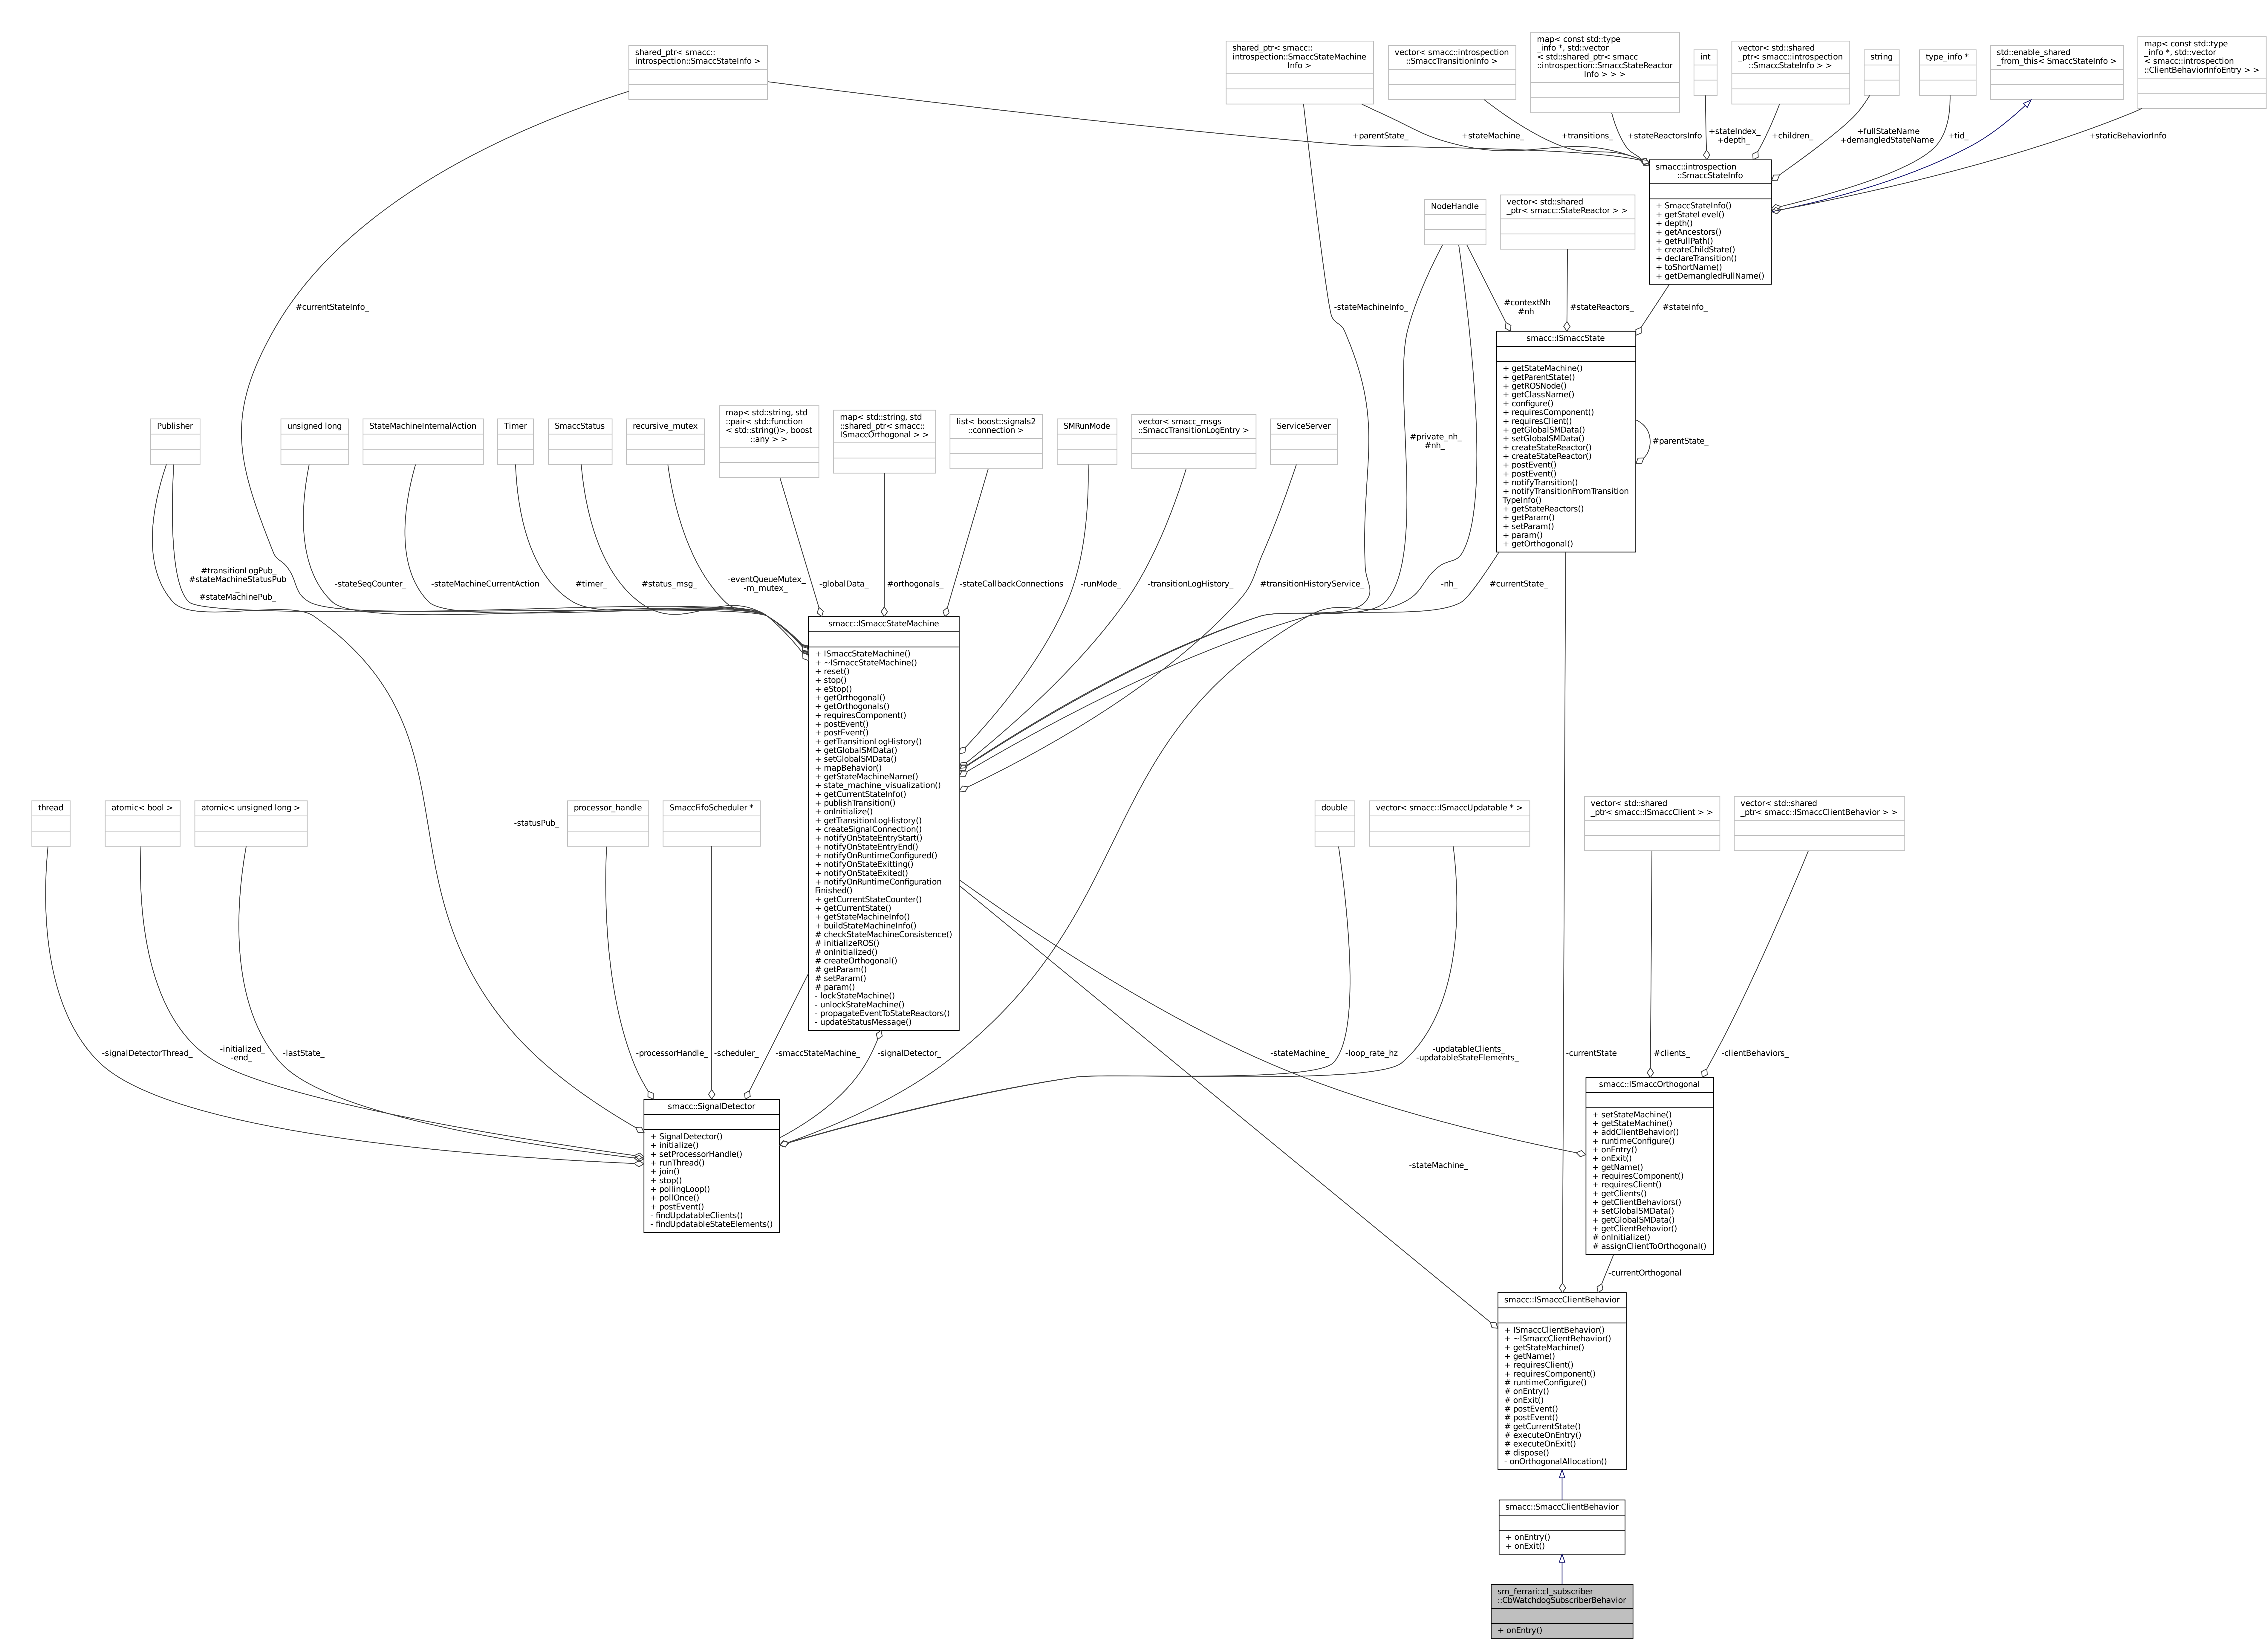 shared_ptr< smacc::
introspection::SmaccStateInfo >
shared_ptr< smacc::
introspection::SmaccStateMachine
Info >
vector< smacc::introspection
::SmaccTransitionInfo >
map< const std::type
_info *, std::vector
< std::shared_ptr< smacc
::introspection::SmaccStateReactor
Info > > >
int
vector< std::shared
_ptr< smacc::introspection
::SmaccStateInfo > >
string
type_info *
std::enable_shared
_from_this< SmaccStateInfo >
map< const std::type
_info *, std::vector
< smacc::introspection
::ClientBehaviorInfoEntry > >
+parentState_
+stateMachine_
+transitions_
+stateReactorsInfo
+stateIndex_
+depth_
+children_
+fullStateName
+demangledStateName
+tid_
+staticBehaviorInfo
smacc::introspection
::SmaccStateInfo
+ SmaccStateInfo()
+ getStateLevel()
+ depth()
+ getAncestors()
+ getFullPath()
+ createChildState()
+ declareTransition()
+ toShortName()
+ getDemangledFullName()
NodeHandle
vector< std::shared
_ptr< smacc::StateReactor > >
#currentStateInfo_
-stateMachineInfo_
#contextNh
#nh
#stateReactors_
#stateInfo_
smacc::ISmaccState
+ getStateMachine()
+ getParentState()
+ getROSNode()
+ getClassName()
+ configure()
+ requiresComponent()
+ requiresClient()
+ getGlobalSMData()
+ setGlobalSMData()
+ createStateReactor()
+ createStateReactor()
+ postEvent()
+ postEvent()
+ notifyTransition()
+ notifyTransitionFromTransition
TypeInfo()
+ getStateReactors()
+ getParam()
+ setParam()
+ param()
+ getOrthogonal()
#parentState_
#private_nh_
#nh_
Publisher
unsigned long
StateMachineInternalAction
Timer
SmaccStatus
recursive_mutex
map< std::string, std
::pair< std::function
< std::string()>, boost
::any > >
map< std::string, std
::shared_ptr< smacc::
ISmaccOrthogonal > >
list< boost::signals2
::connection >
SMRunMode
vector< smacc_msgs
::SmaccTransitionLogEntry >
ServiceServer
#transitionLogPub_
#stateMachineStatusPub
_
#stateMachinePub_
-stateSeqCounter_
-stateMachineCurrentAction
#timer_
#status_msg_
-eventQueueMutex_
-m_mutex_
-globalData_
#orthogonals_
-stateCallbackConnections
-runMode_
-transitionLogHistory_
#transitionHistoryService_
-nh_
#currentState_
smacc::ISmaccStateMachine
+ ISmaccStateMachine()
+ ~ISmaccStateMachine()
+ reset()
+ stop()
+ eStop()
+ getOrthogonal()
+ getOrthogonals()
+ requiresComponent()
+ postEvent()
+ postEvent()
+ getTransitionLogHistory()
+ getGlobalSMData()
+ setGlobalSMData()
+ mapBehavior()
+ getStateMachineName()
+ state_machine_visualization()
+ getCurrentStateInfo()
+ publishTransition()
+ onInitialize()
+ getTransitionLogHistory()
+ createSignalConnection()
+ notifyOnStateEntryStart()
+ notifyOnStateEntryEnd()
+ notifyOnRuntimeConfigured()
+ notifyOnStateExitting()
+ notifyOnStateExited()
+ notifyOnRuntimeConfiguration
Finished()
+ getCurrentStateCounter()
+ getCurrentState()
+ getStateMachineInfo()
+ buildStateMachineInfo()
# checkStateMachineConsistence()
# initializeROS()
# onInitialized()
# createOrthogonal()
# getParam()
# setParam()
# param()
- lockStateMachine()
- unlockStateMachine()
- propagateEventToStateReactors()
- updateStatusMessage()
thread
atomic< bool >
atomic< unsigned long >
-statusPub_
processor_handle
SmaccFifoScheduler *
double
vector< smacc::ISmaccUpdatable * >
vector< std::shared
_ptr< smacc::ISmaccClient > >
vector< std::shared
_ptr< smacc::ISmaccClientBehavior > >
-signalDetectorThread_
-initialized_
-end_
-lastState_
-processorHandle_
-scheduler_
-smaccStateMachine_
-signalDetector_
-stateMachine_
-loop_rate_hz
-updatableClients_
-updatableStateElements_
-currentState
#clients_
-clientBehaviors_
smacc::SignalDetector
+ SignalDetector()
+ initialize()
+ setProcessorHandle()
+ runThread()
+ join()
+ stop()
+ pollingLoop()
+ pollOnce()
+ postEvent()
- findUpdatableClients()
- findUpdatableStateElements()
smacc::ISmaccOrthogonal
+ setStateMachine()
+ getStateMachine()
+ addClientBehavior()
+ runtimeConfigure()
+ onEntry()
+ onExit()
+ getName()
+ requiresComponent()
+ requiresClient()
+ getClients()
+ getClientBehaviors()
+ setGlobalSMData()
+ getGlobalSMData()
+ getClientBehavior()
# onInitialize()
# assignClientToOrthogonal()
-stateMachine_
-currentOrthogonal
smacc::ISmaccClientBehavior
+ ISmaccClientBehavior()
+ ~ISmaccClientBehavior()
+ getStateMachine()
+ getName()
+ requiresClient()
+ requiresComponent()
# runtimeConfigure()
# onEntry()
# onExit()
# postEvent()
# postEvent()
# getCurrentState()
# executeOnEntry()
# executeOnExit()
# dispose()
- onOrthogonalAllocation()
smacc::SmaccClientBehavior
+ onEntry()
+ onExit()
sm_ferrari::cl_subscriber
::CbWatchdogSubscriberBehavior
+ onEntry()